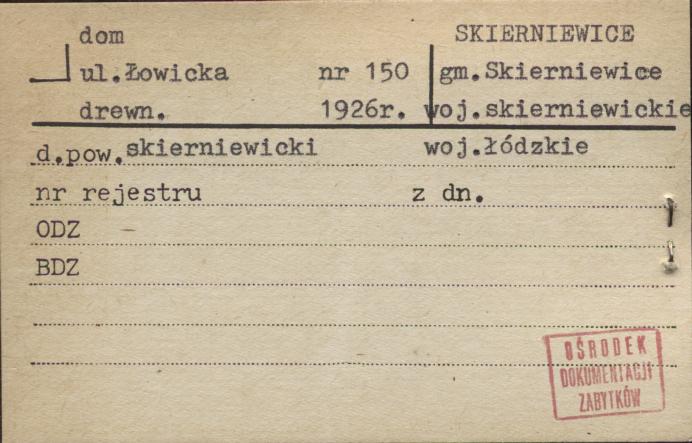 dom SKIERNIEWICE
ul.Łowicka nr 150 gm.Skierniewice
drewn. 1926r. woj.skierniewickie
d.pow.skierniewicki woj.łódzkie
nr rejestru z dn.
ODZ
BDZ
OŚRODEK
DOKUMENTACJI
ZABYTKÓW